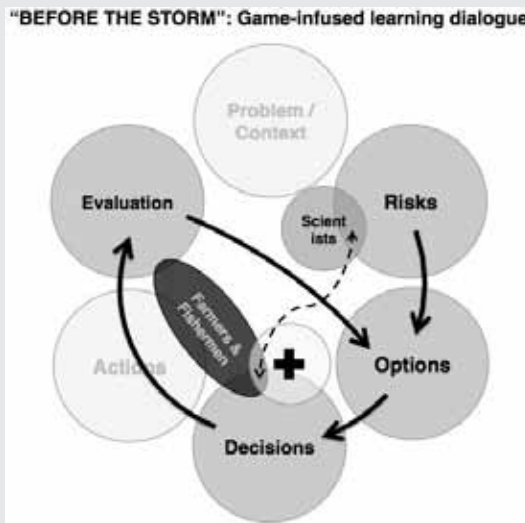 "BEFORE THE STORM": Game-infused learning dialogue
Problem /
Context
Evaluation
Scient
ists
Risks
Farmers &
Fishermen
Actions
Options
Decisions